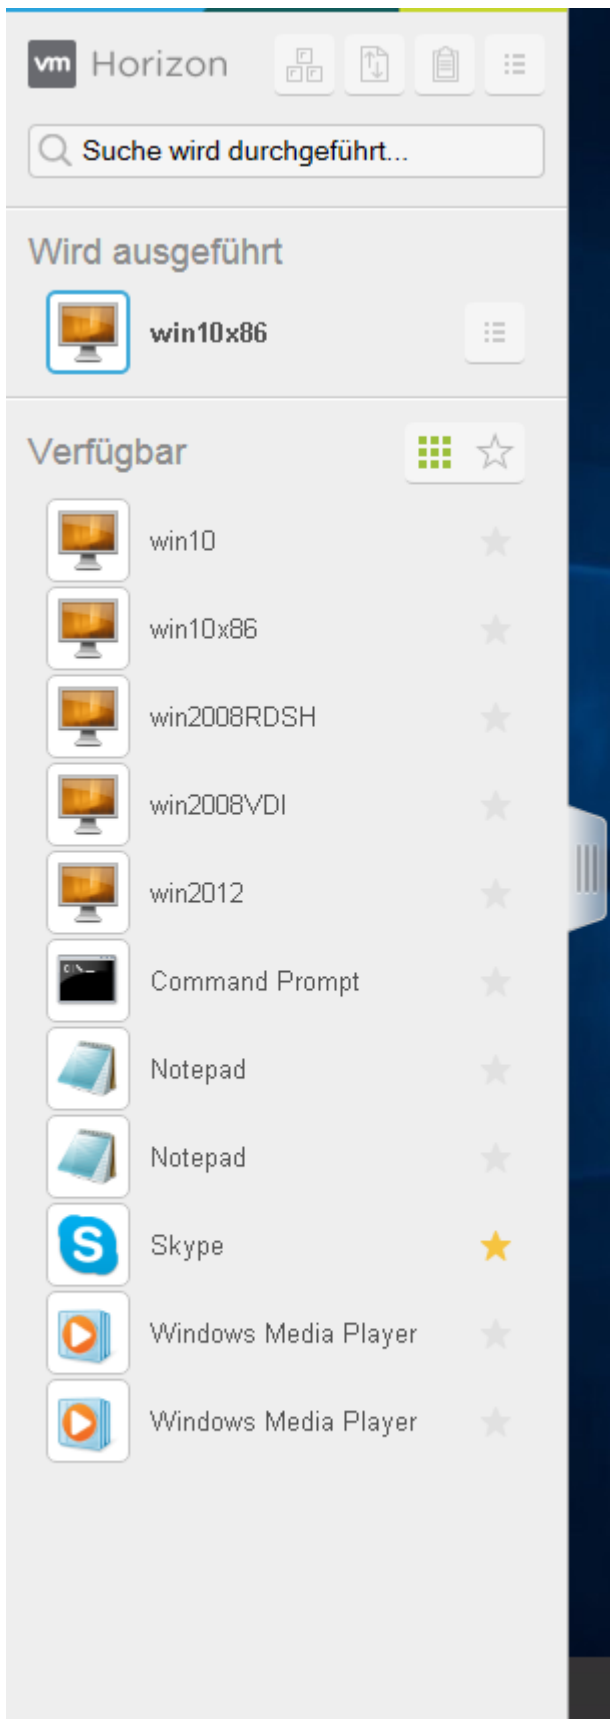 vm Horizon
Suche wird durchgeführt...
Wird ausgeführt
win10x86
Verfügbar
win10
win10x86
win2008RDSH
win2008VDI
win2012
C:\_
Command Prompt
Notepad
Notepad
S
Skype
Windows Media Player
Windows Media Player